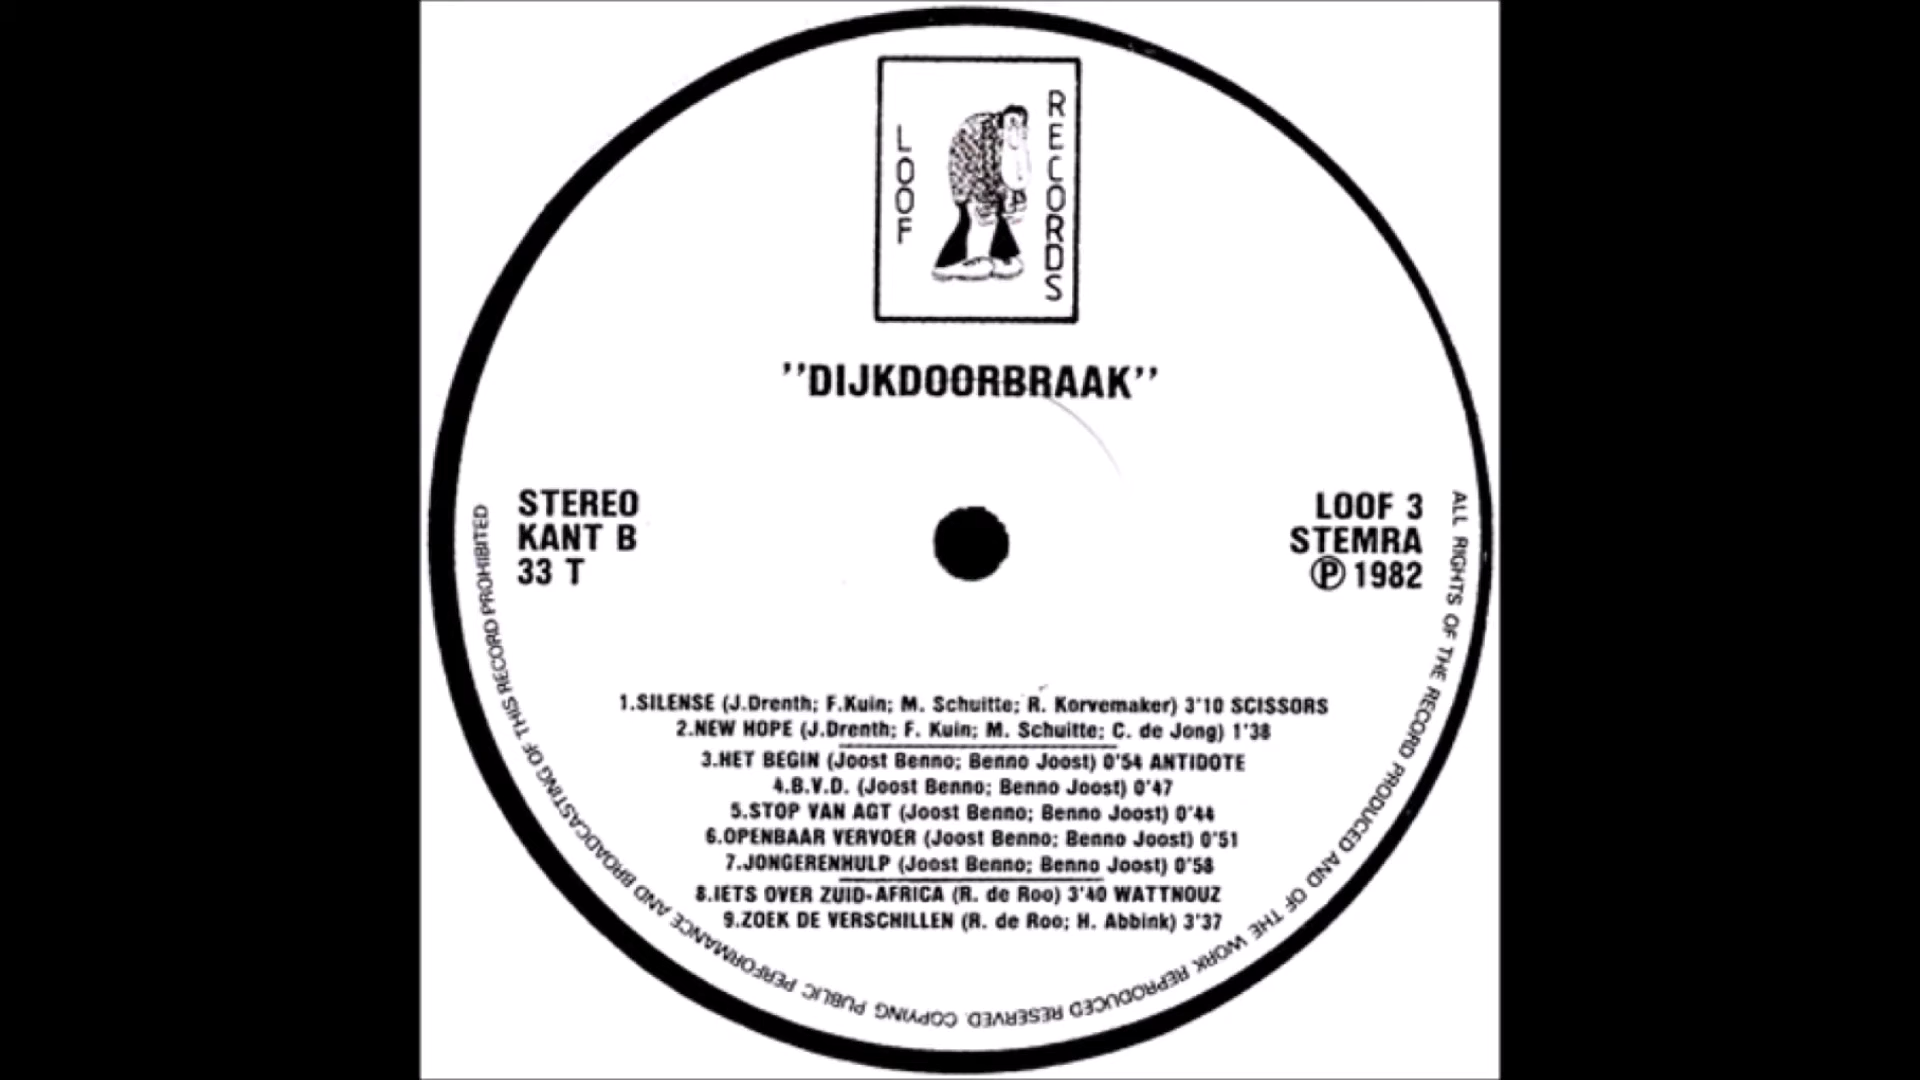 LOOF
RECORDS
"DIJKDOORBRAAK"
STEREO
KANT B
33 T
LOOF 3
STEMRA
Ⓟ 1982
1.SILENSE (J.Drenth; F.Kuin; M. Schuitte; R. Korvemaker) 3'10 SCISSORS
2.NEW HOPE (J.Drenth; F. Kuin; M. Schuitte; C. de Jong) 1'38
3.HET BEGIN (Joost Benno; Benno Joost) 0'54 ANTIDOTE
4.B.V.D. (Joost Benno; Benno Joost) 0'47
5.STOP VAN AGT (Joost Benno; Benno Joost) 0'44
6.OPENBAAR VERVOER (Joost Benno; Benno Joost) 0'51
7.JONGERENHULP (Joost Benno; Benno Joost) 0'58
8.IETS OVER ZUID-AFRICA (R. de Roo) 3'40 WATTNOUZ
9.ZOEK DE VERSCHILLEN (R. de Roo; H. Abbink) 3'37
ALL RIGHTS OF THE RECORD PRODUCED AND OF THE WORK REPRODUCED RESERVED. COPYING PUBLIC PERFORMANCE AND BROADCASTING OF THIS RECORD PROHIBITED